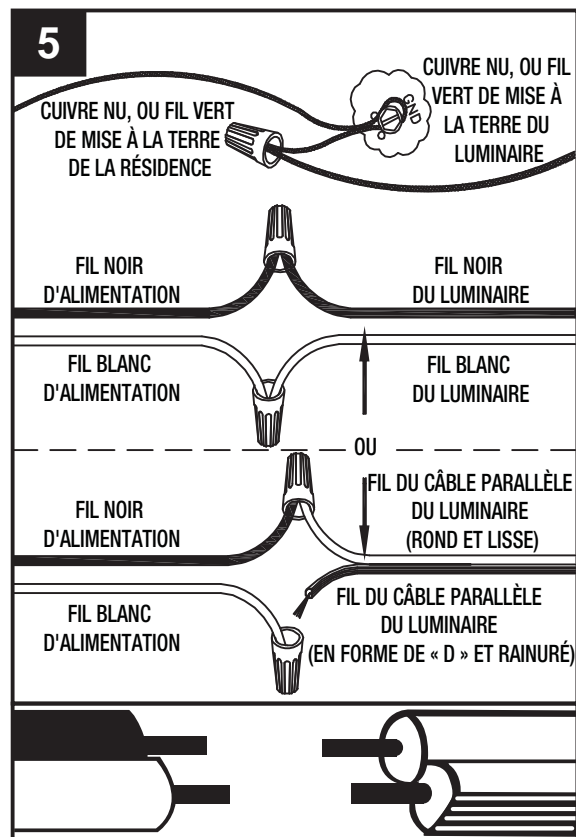 5
CUIVRE NU, OU FIL VERT
DE MISE À LA TERRE
DE LA RÉSIDENCE
GND
CUIVRE NU, OU FIL
VERT DE MISE À
LA TERRE DU
LUMINAIRE
FIL NOIR
D'ALIMENTATION
FIL NOIR
DU LUMINAIRE
FIL BLANC
D'ALIMENTATION
FIL BLANC
DU LUMINAIRE
OU
FIL NOIR
D'ALIMENTATION
FIL DU CÂBLE PARALLÈLE
DU LUMINAIRE
(ROND ET LISSE)
FIL BLANC
D'ALIMENTATION
FIL DU CÂBLE PARALLÈLE
DU LUMINAIRE
(EN FORME DE « D » ET RAINURÉ)